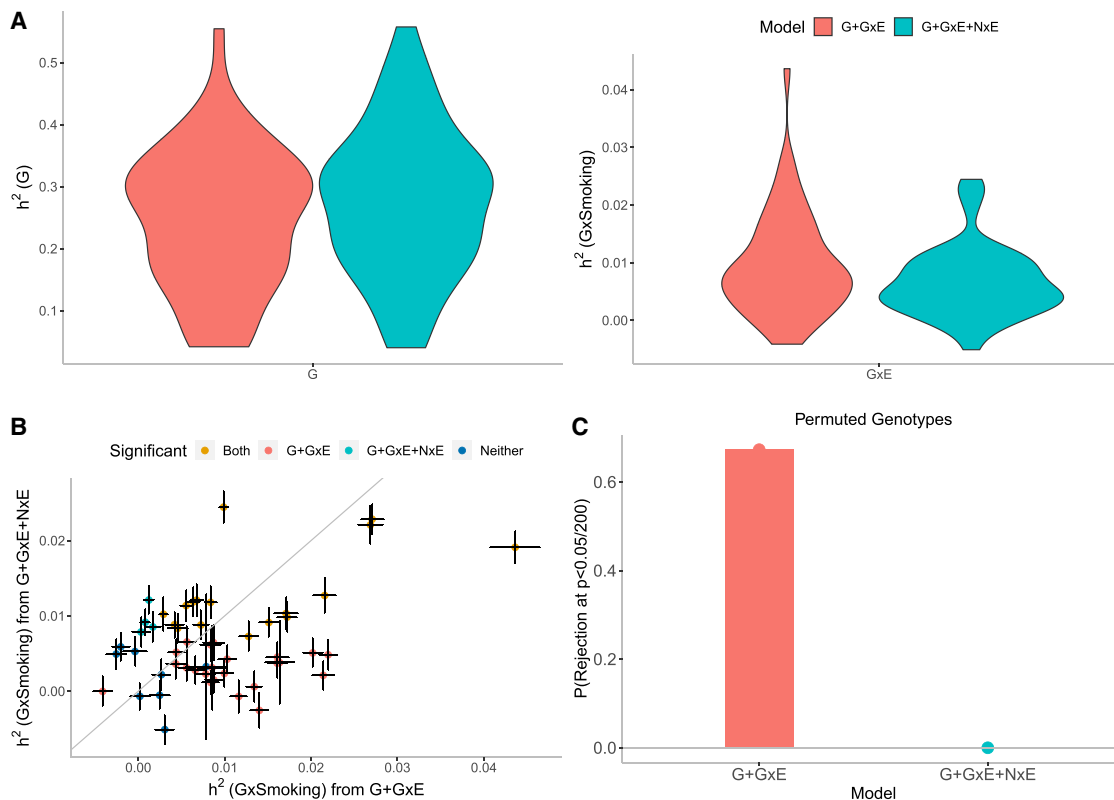 A
h² (G)
0.5
0.4
0.3
0.2
0.1
G
Model G+GxE G+GxE+NxE
h² (GxSmoking)
0.04
0.03
0.02
0.01
0.00
GxE
B
Significant Both G+GxE G+GxE+NxE Neither
h² (GxSmoking) from G+GxE+NxE
0.02
0.01
0.00
0.00 0.01 0.02 0.03 0.04
h² (GxSmoking) from G+GxE
C
Permuted Genotypes
P(Rejection at p<0.05/200)
0.6
0.4
0.2
0.0
G+GxE G+GxE+NxE
Model